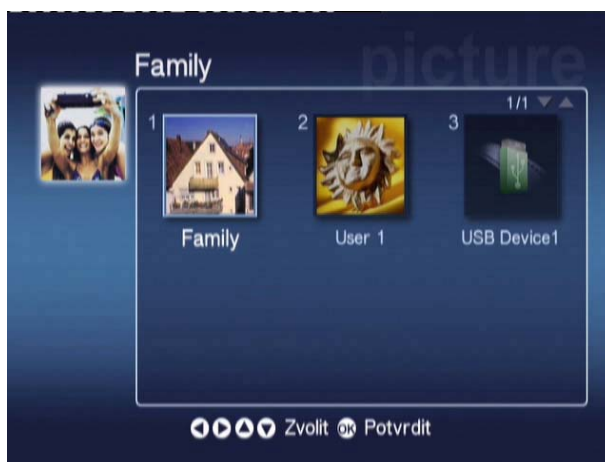 picture
Family
1/1
1 2 3
Family User 1 USB Device1
Zvolit OK Potvrdit